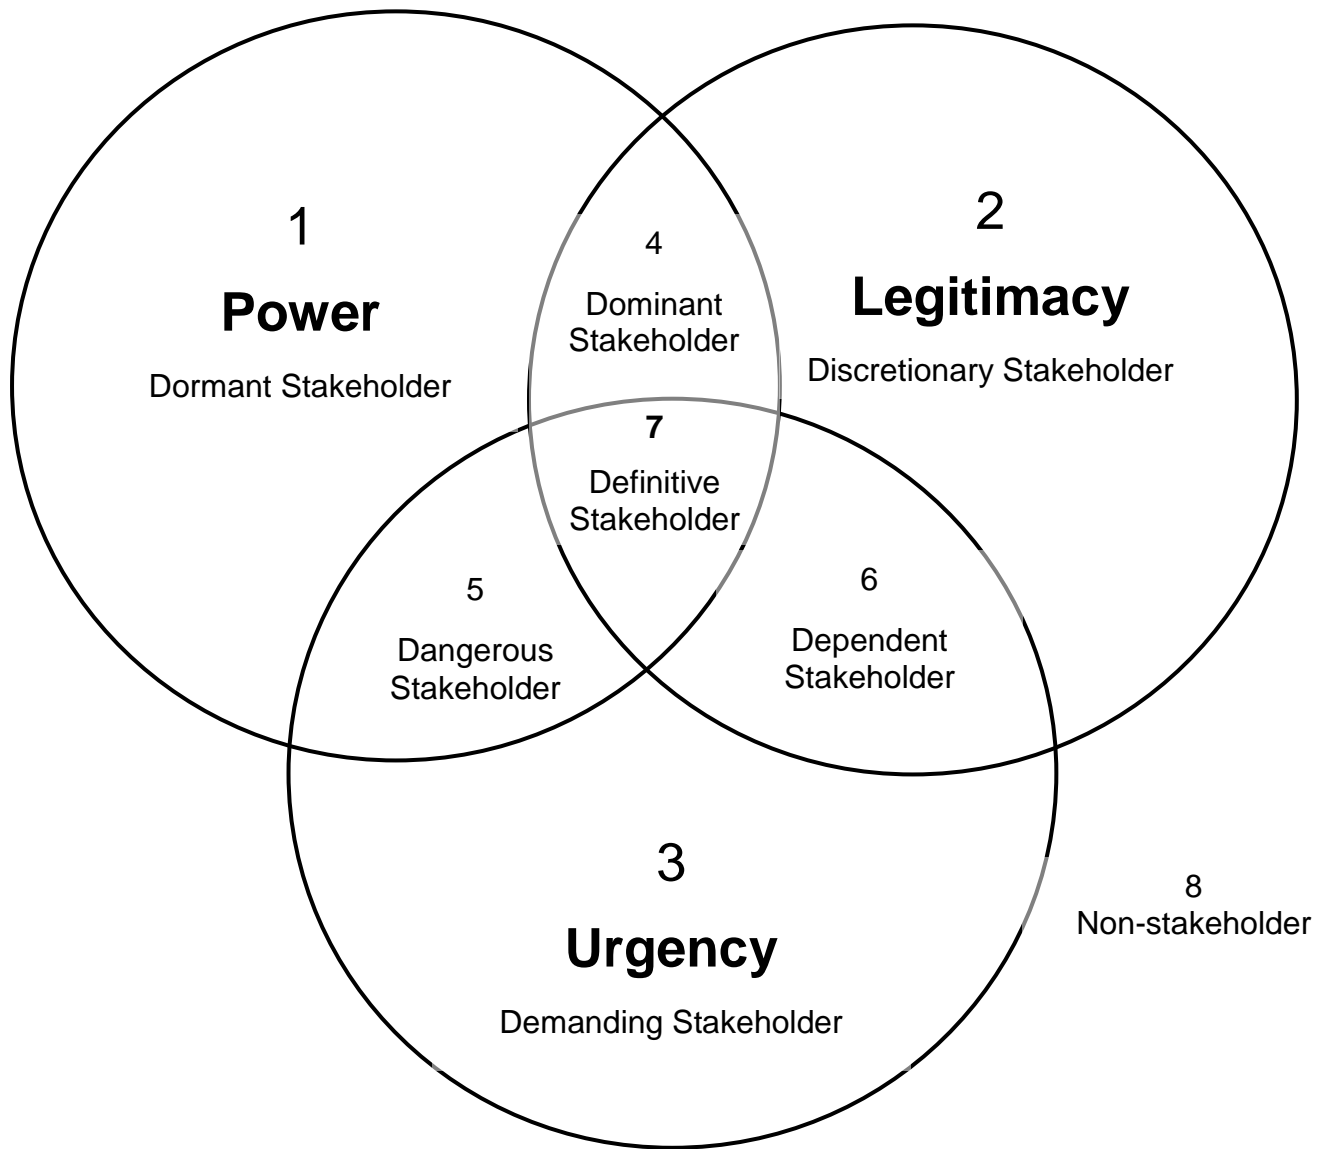 1
Power
Dormant Stakeholder
2
Legitimacy
Discretionary Stakeholder
4
Dominant
Stakeholder
7
Definitive
Stakeholder
5
Dangerous
Stakeholder
6
Dependent
Stakeholder
3
Urgency
Demanding Stakeholder
8
Non-stakeholder